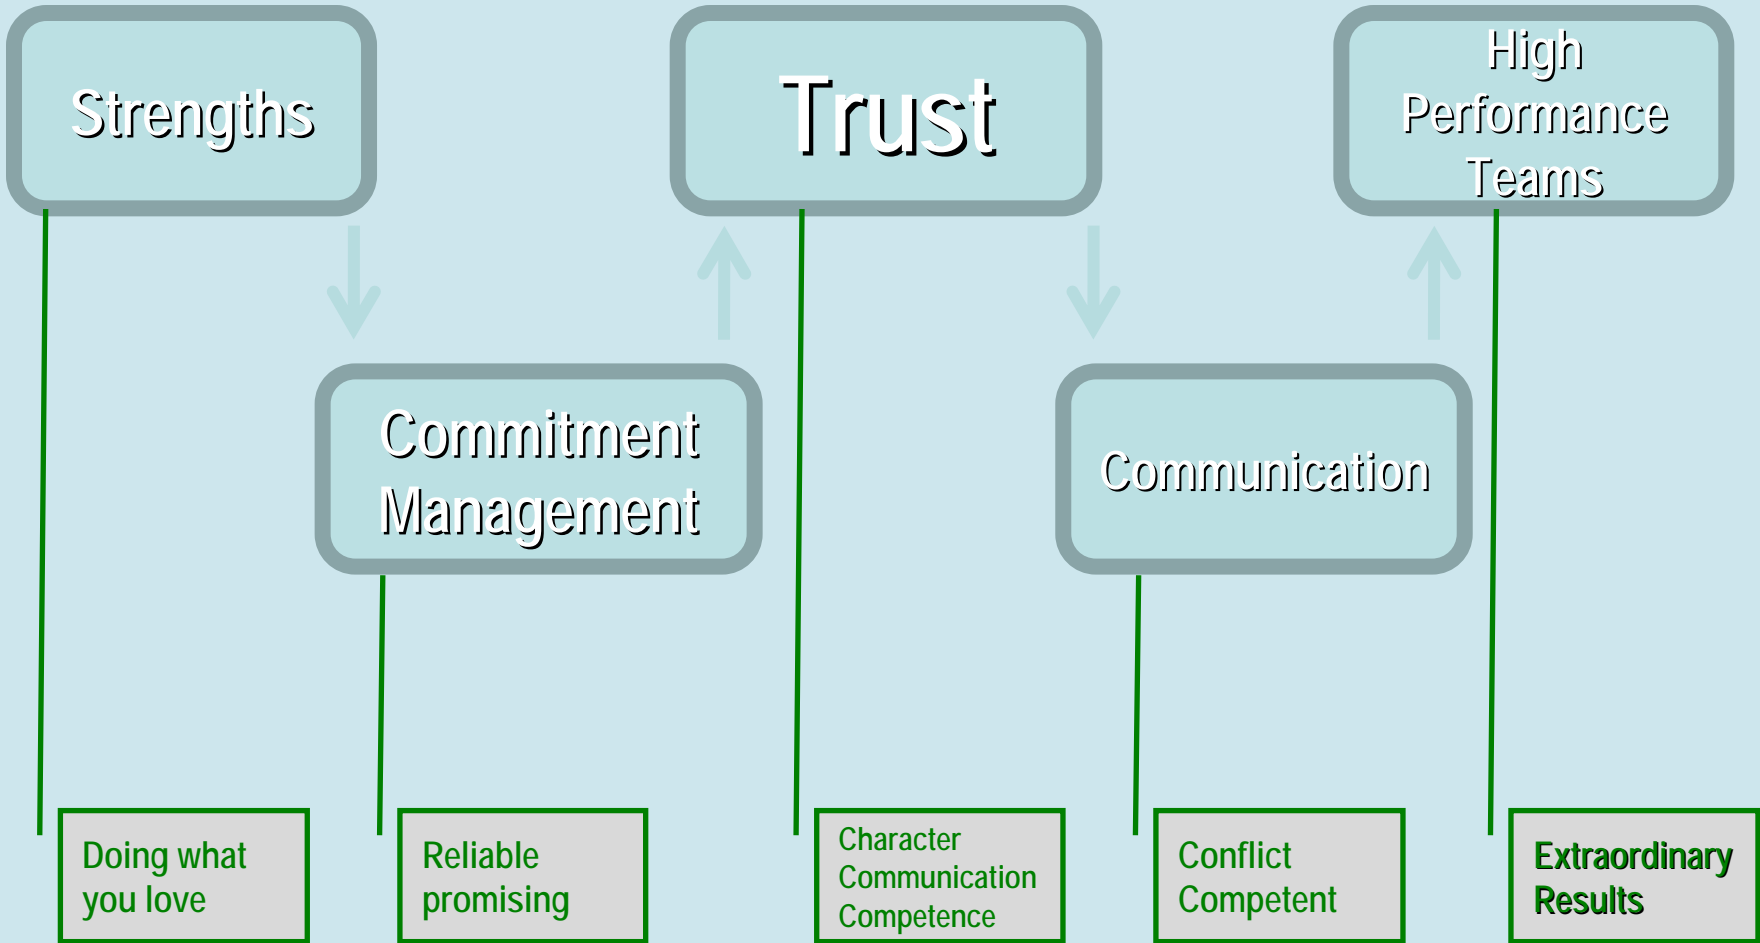 Strengths
Trust
High
Performance
Teams
Commitment
Management
Communication
Doing what
you love
Reliable
promising
Character
Communication
Competence
Conflict
Competent
Extraordinary
Results